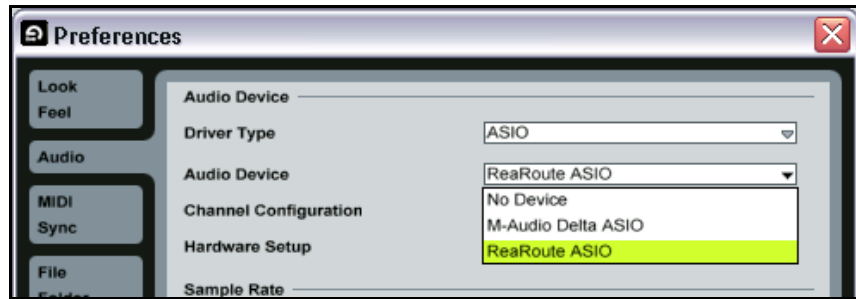 Preferences
Look
Feel
Audio
MIDI
Sync
File
Folder
Audio Device
Driver Type ASIO
Audio Device ReaRoute ASIO
No Device
Channel Configuration
M-Audio Delta ASIO
Hardware Setup
ReaRoute ASIO
Sample Rate